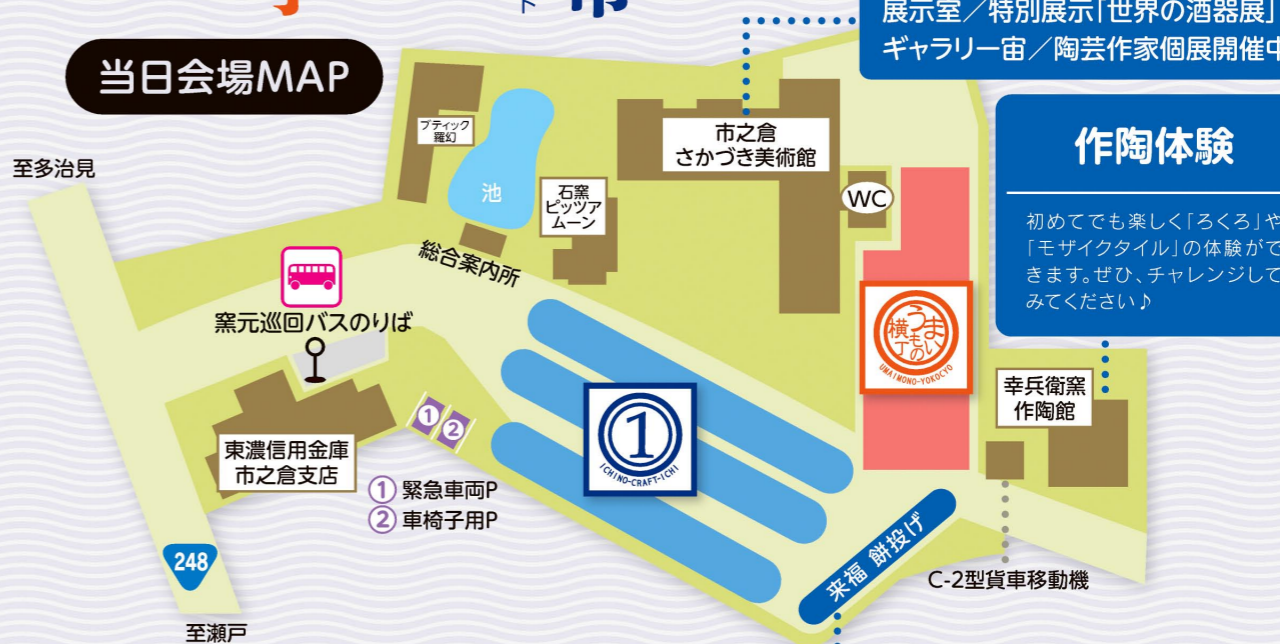 市
展示室／特別展示「世界の酒器展」
ギャラリー宙／陶芸作家個展開催中
当日会場MAP
作陶体験
初めてでも楽しく「ろくろ」や
「モザイクタイル」の体験がで
きます。ぜひ、チャレンジして
みてください♪
至多治見
ブティック
羅幻
池
石窯
ピッツア
ムーン
市之倉
さかづき美術館
WC
総合案内所
窯元巡回バスのりば
うまい
もの
横丁
UMAIMONO-YOKOCYO
幸兵衛窯
作陶館
東濃信用金庫
市之倉支店
①
②
① 緊急車両P
② 車椅子用P
1
ICHINO-CRAFT-ICHI
来福 餅投げ
C-2型貨車移動機
248
至瀬戸